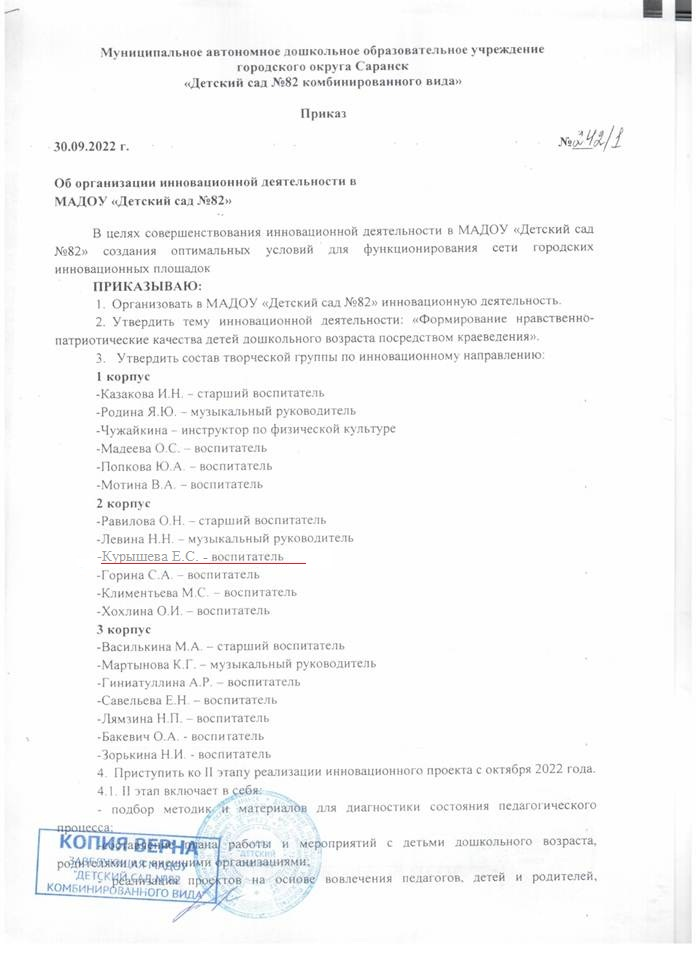 Муниципальное автономное дошкольное образовательное учреждение
городского округа Саранск
«Детский сад №82 комбинированного вида»
Приказ
30.09.2022 г.
№ 242/1
Об организации инновационной деятельности в
МАДОУ «Детский сад №82»
В целях совершенствования инновационной деятельности в МАДОУ «Детский сад
№82» создания оптимальных условий для функционирования сети городских
инновационных площадок
ПРИКАЗЫВАЮ:
1. Организовать в МАДОУ «Детский сад №82» инновационную деятельность.
2. Утвердить тему инновационной деятельности: «Формирование нравственно-
патриотические качества детей дошкольного возраста посредством краеведения».
3. Утвердить состав творческой группы по инновационному направлению:
1 корпус
-Казакова И.Н. – старший воспитатель
-Родина Я.Ю. – музыкальный руководитель
-Чужайкина – инструктор по физической культуре
-Мадеева О.С. – воспитатель
-Попкова Ю.А. – воспитатель
-Мотина В.А. – воспитатель
2 корпус
-Равилова О.Н. – старший воспитатель
-Левина Н.Н. – музыкальный руководитель
-Курышева Е.С. - воспитатель
-Горина С.А. – воспитатель
-Климентьева М.С. – воспитатель
-Хохлина О.И. – воспитатель
3 корпус
-Василькина М.А. – старший воспитатель
-Мартынова К.Г. – музыкальный руководитель
-Гиниатуллина А.Р. – воспитатель
-Савельева Е.Н. – воспитатель
-Лямзина Н.П. – воспитатель
-Бакевич О.А. - воспитатель
-Зорькина Н.И. - воспитатель
4. Приступить ко II этапу реализации инновационного проекта с октября 2022 года.
4.1. II этап включает в себя:
- подбор методик и материалов для диагностики состояния педагогического
процесса;
- составление плана работы и мероприятий с детьми дошкольного возраста,
родителями и с внешними организациями;
- реализация проектов на основе вовлечения педагогов, детей и родителей,
КОПИЯ ВЕРНА
ЗАВЕДУЮЩАЯ МАДОУ
"ДЕТСКИЙ САД №82
КОМБИНИРОВАННОГО ВИДА"
"ДЕТСКИЙ